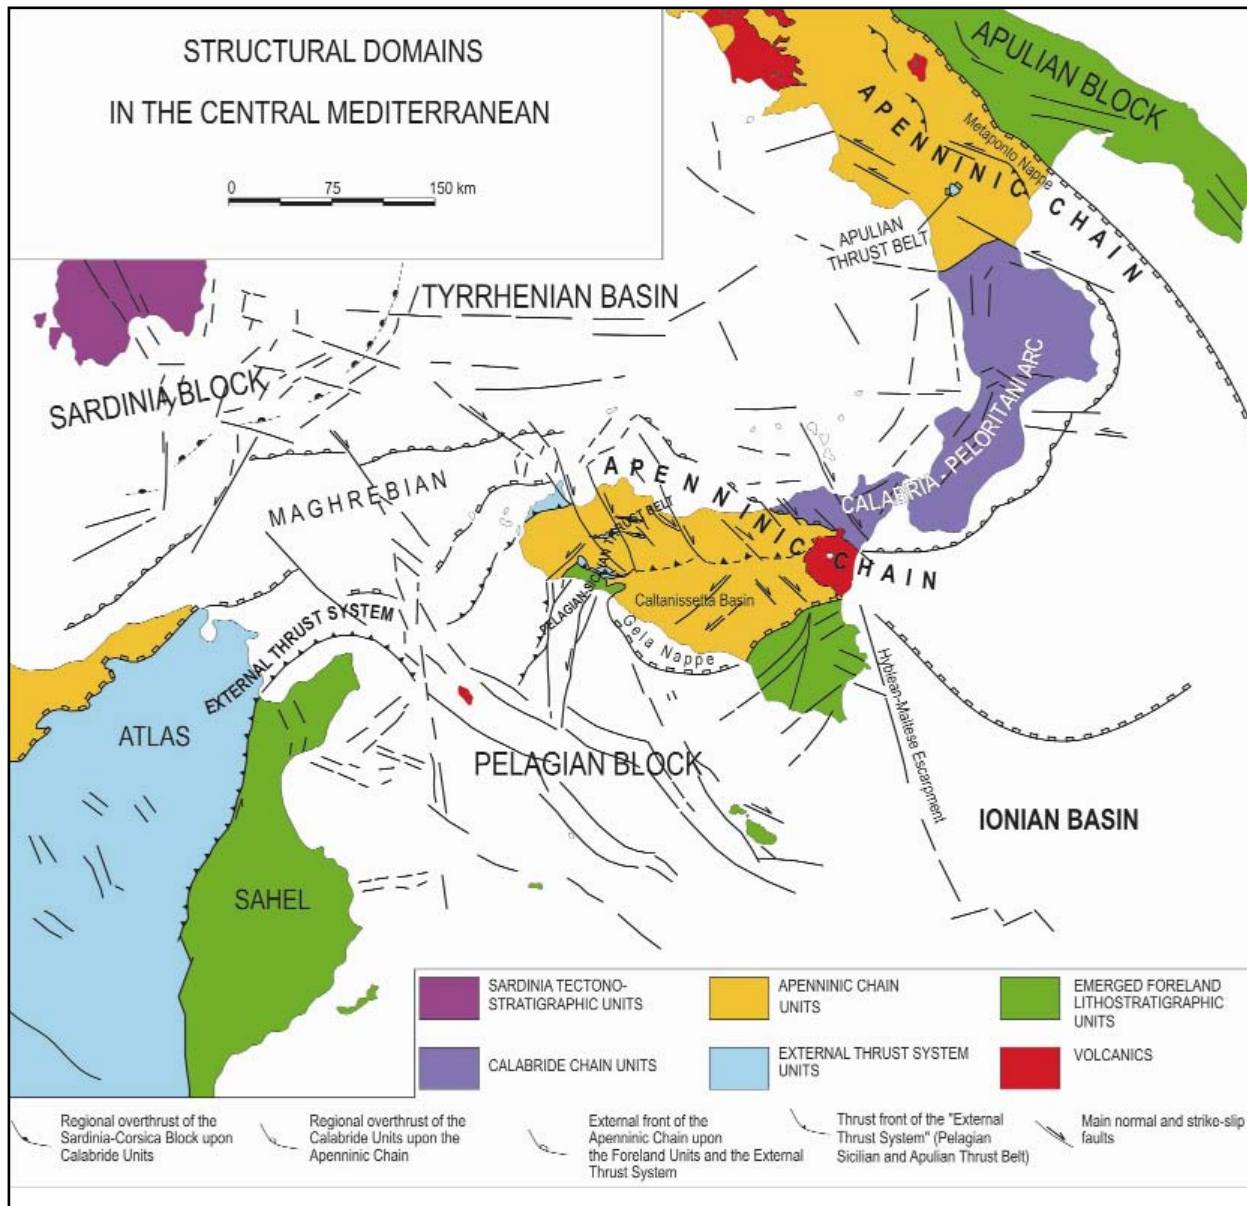 STRUCTURAL DOMAINS
IN THE CENTRAL MEDITERRANEAN
0 75 150 km
APULIAN BLOCK
APENNINIC CHAIN
Metaponto Nappe
APULIAN
THRUST BELT
TYRRHENIAN BASIN
SARDINIA BLOCK
CALABRIA - PELORITANI ARC
MAGHREBIAN
APENNINIC CHAIN
PELAGIAN-SICILIAN THRUST BELT
Caltanissetta Basin
Gela Nappe
EXTERNAL THRUST SYSTEM
ATLAS
PELAGIAN BLOCK
Hyblean-Maltese Escarpment
IONIAN BASIN
SAHEL
SARDINIA TECTONO-
STRATIGRAPHIC UNITS
APENNINIC CHAIN
UNITS
EMERGED FORELAND
LITHOSTRATIGRAPHIC
UNITS
CALABRIDE CHAIN UNITS
EXTERNAL THRUST SYSTEM
UNITS
VOLCANICS
Regional overthrust of the
Sardinia-Corsica Block upon
Calabride Units
Regional overthrust of the
Calabride Units upon the
Apenninic Chain
External front of the
Apenninic Chain upon
the Foreland Units and the External
Thrust System
Thrust front of the "External
Thrust System" (Pelagian
Sicilian and Apulian Thrust Belt)
Main normal and strike-slip
faults